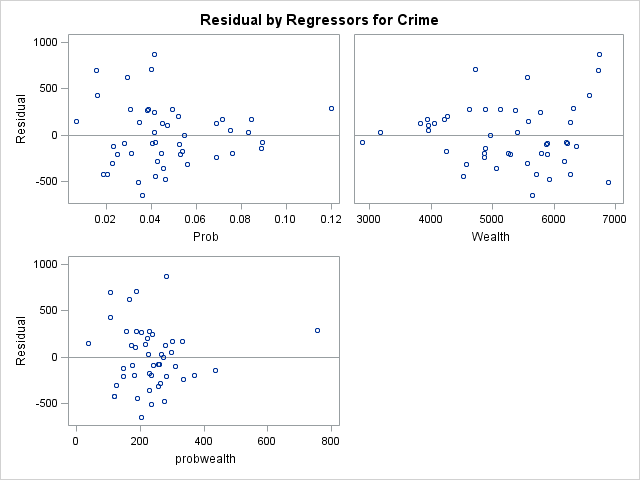 Residual by Regressors for Crime
1000
500
0
-500
Residual
0.02 0.04 0.06 0.08 0.10 0.12
Prob
3000 4000 5000 6000 7000
Wealth
1000
500
0
-500
Residual
0 200 400 600 800
probwealth